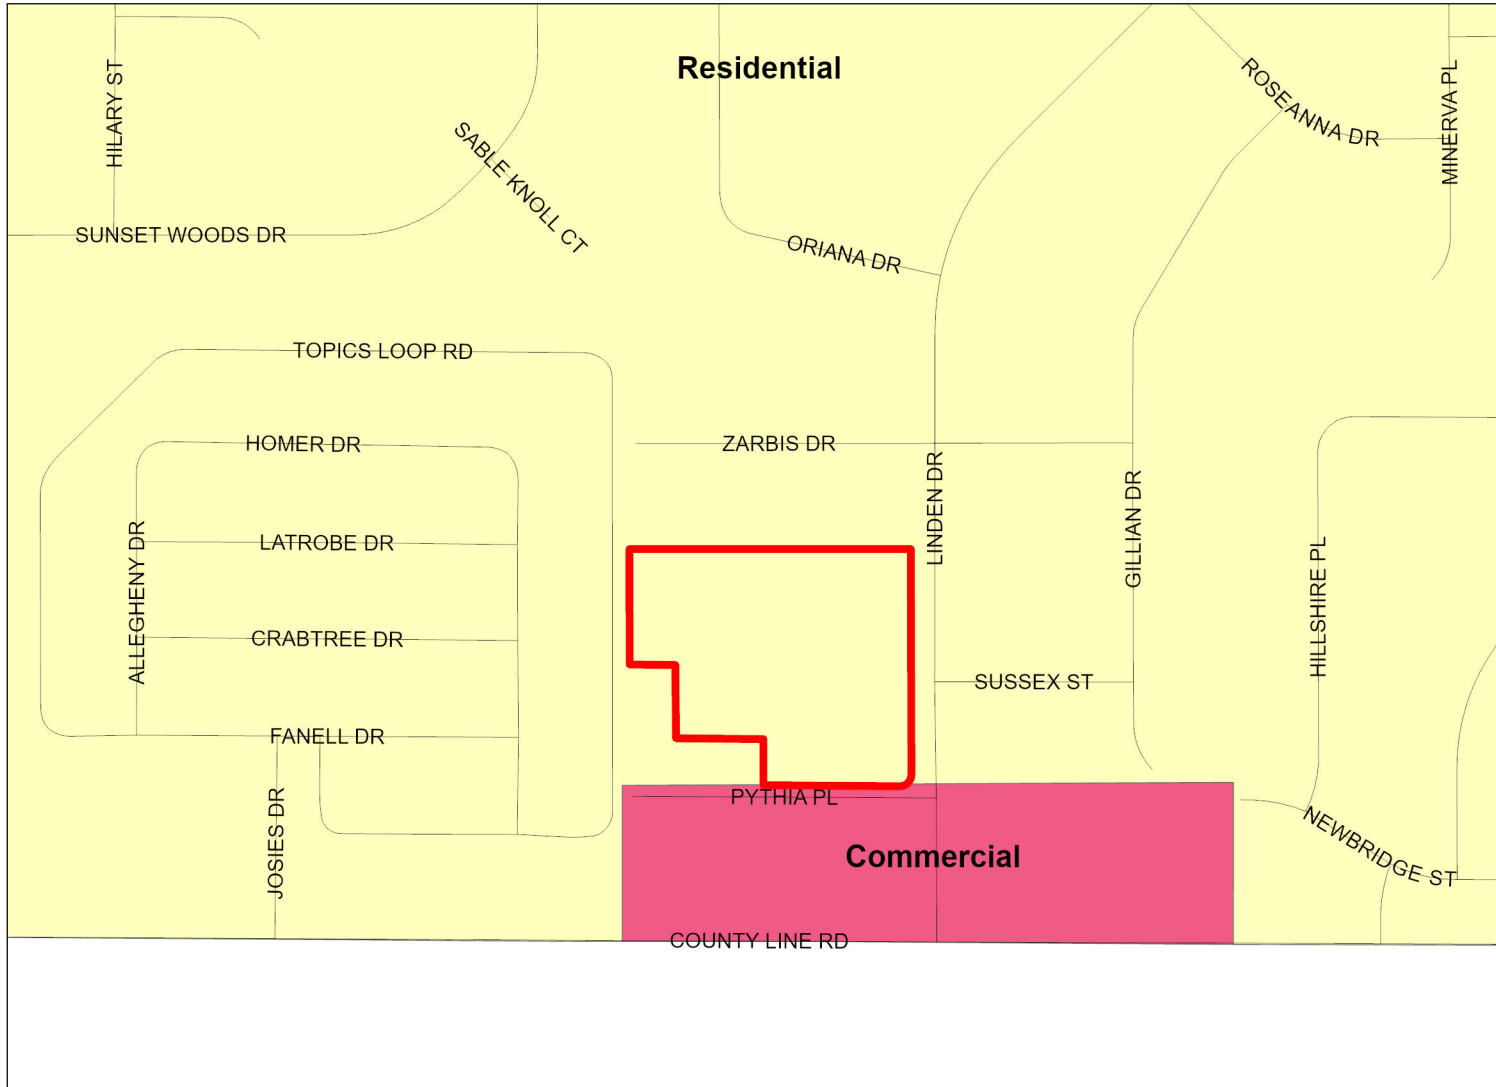 Residential
HILARY ST
ROSEANNA DR
MINERVA PL
SABLE KNOLL CT
SUNSET WOODS DR
ORIANA DR
TOPICS LOOP RD
HOMER DR
ZARBIS DR
LINDEN DR
GILLIAN DR
LATROBE DR
ALLEGHENY DR
HILLSHIRE PL
CRABTREE DR
SUSSEX ST
FANELL DR
JOSIES DR
PYTHIA PL
NEWBRIDGE ST
Commercial
COUNTY LINE RD